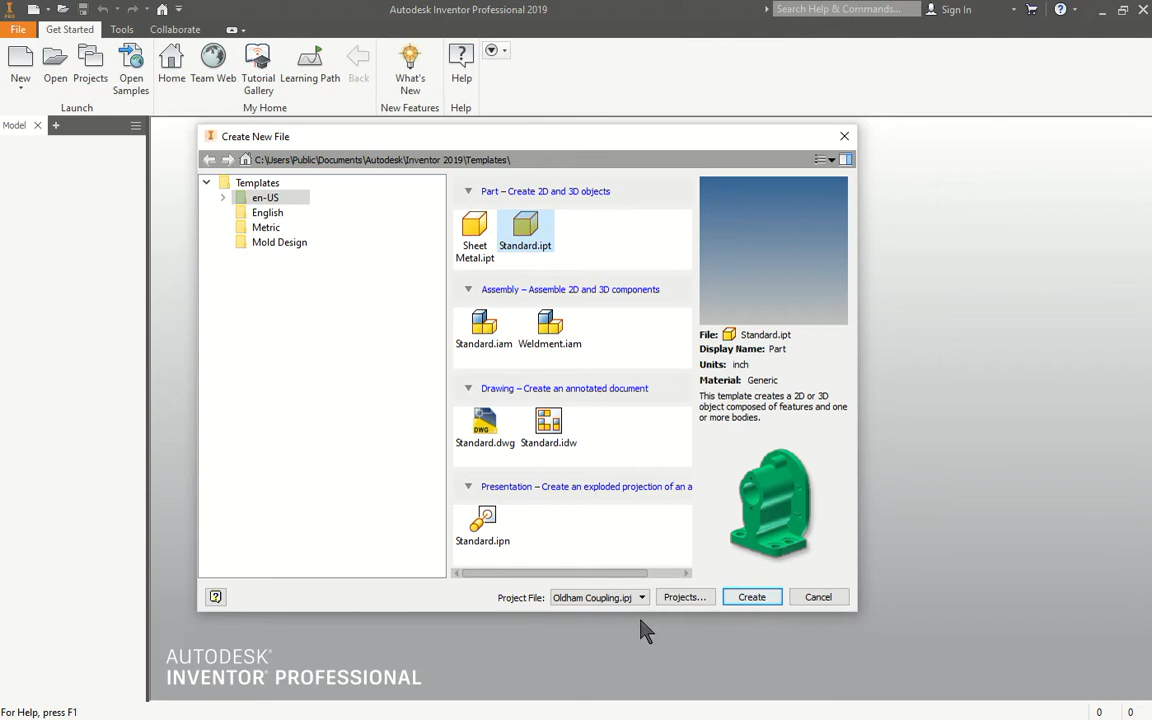 Autodesk Inventor Professional 2019
Search Help & Commands...
Sign In
File
Get Started
Tools
Collaborate
New
Open
Projects
Open Samples
Home
Team Web
Tutorial Gallery
Learning Path
Back
What's New
Help
Launch
My Home
New Features
Help
Model
Create New File
C:\Users\Public\Documents\Autodesk\Inventor 2019\Templates\
Templates
en-US
English
Metric
Mold Design
Part – Create 2D and 3D objects
Sheet Metal.ipt
Standard.ipt
Assembly – Assemble 2D and 3D components
Standard.iam
Weldment.iam
Drawing – Create an annotated document
DWG
Standard.dwg
Standard.idw
Presentation – Create an exploded projection of an a
Standard.ipn
File: Standard.ipt
Display Name: Part
Units: inch
Material: Generic
This template creates a 2D or 3D
object composed of features and one
or more bodies.
Project File:
Oldham Coupling.ipj
Projects...
Create
Cancel
AUTODESK
INVENTOR PROFESSIONAL
For Help, press F1
0
0